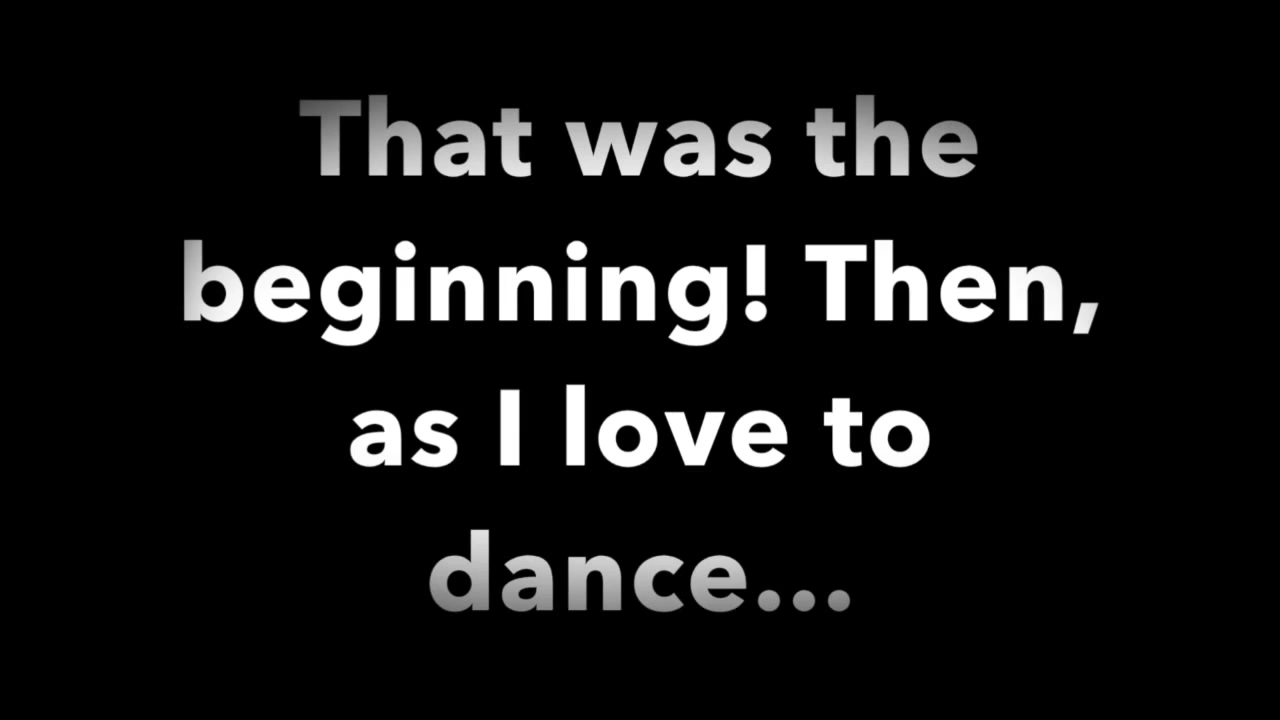 That was the
beginning! Then,
as I love to
dance...